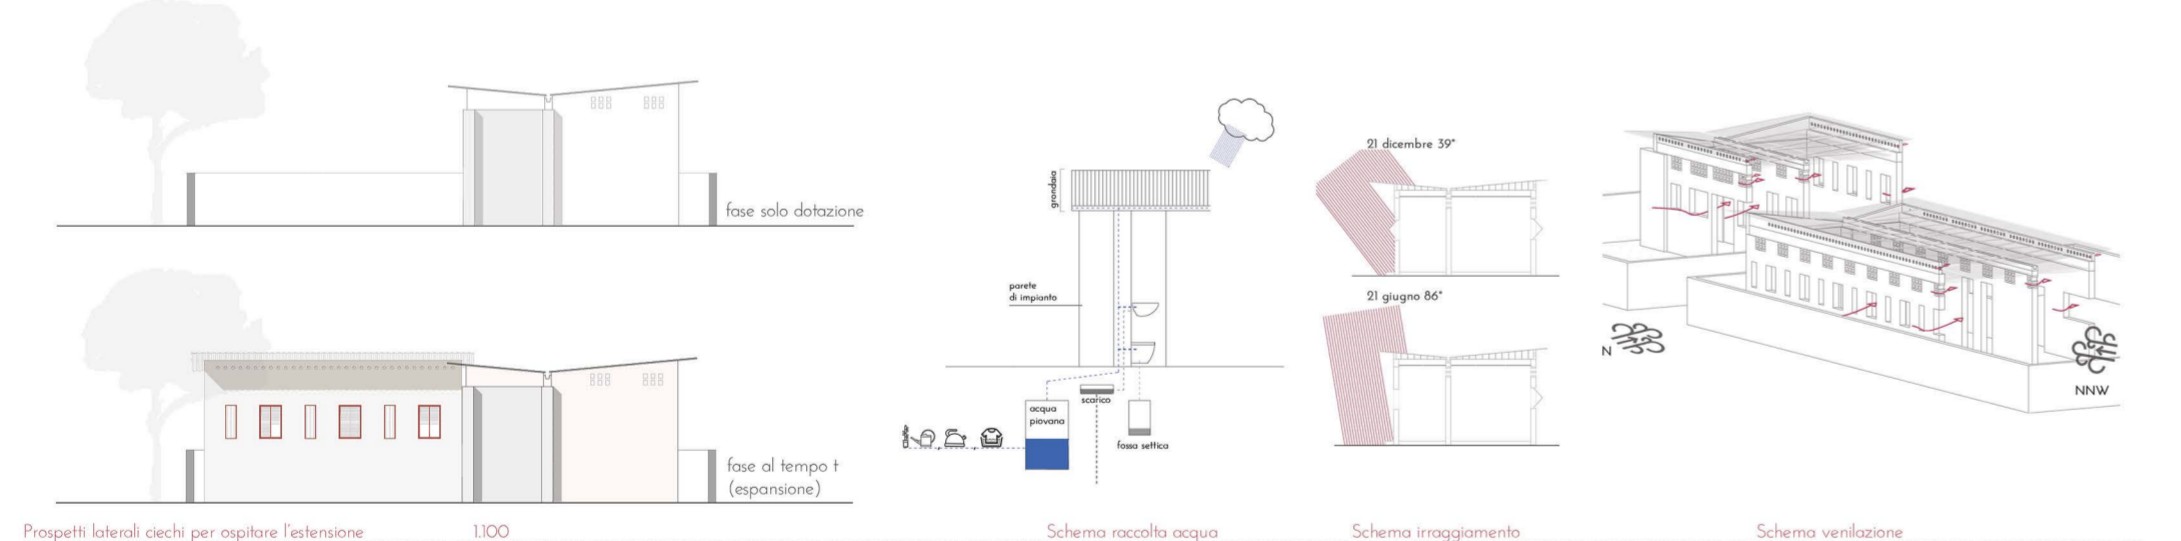 fase solo dotazione
fase al tempo t
(espansione)
Prospetti laterali ciechi per ospitare l'estensione
1.100
grondaia
parete
di impianto
acqua
piovana
scarico
fossa settica
Schema raccolta acqua
21 dicembre 39°
21 giugno 86°
Schema irraggiamento
N
NNW
Schema venilazione